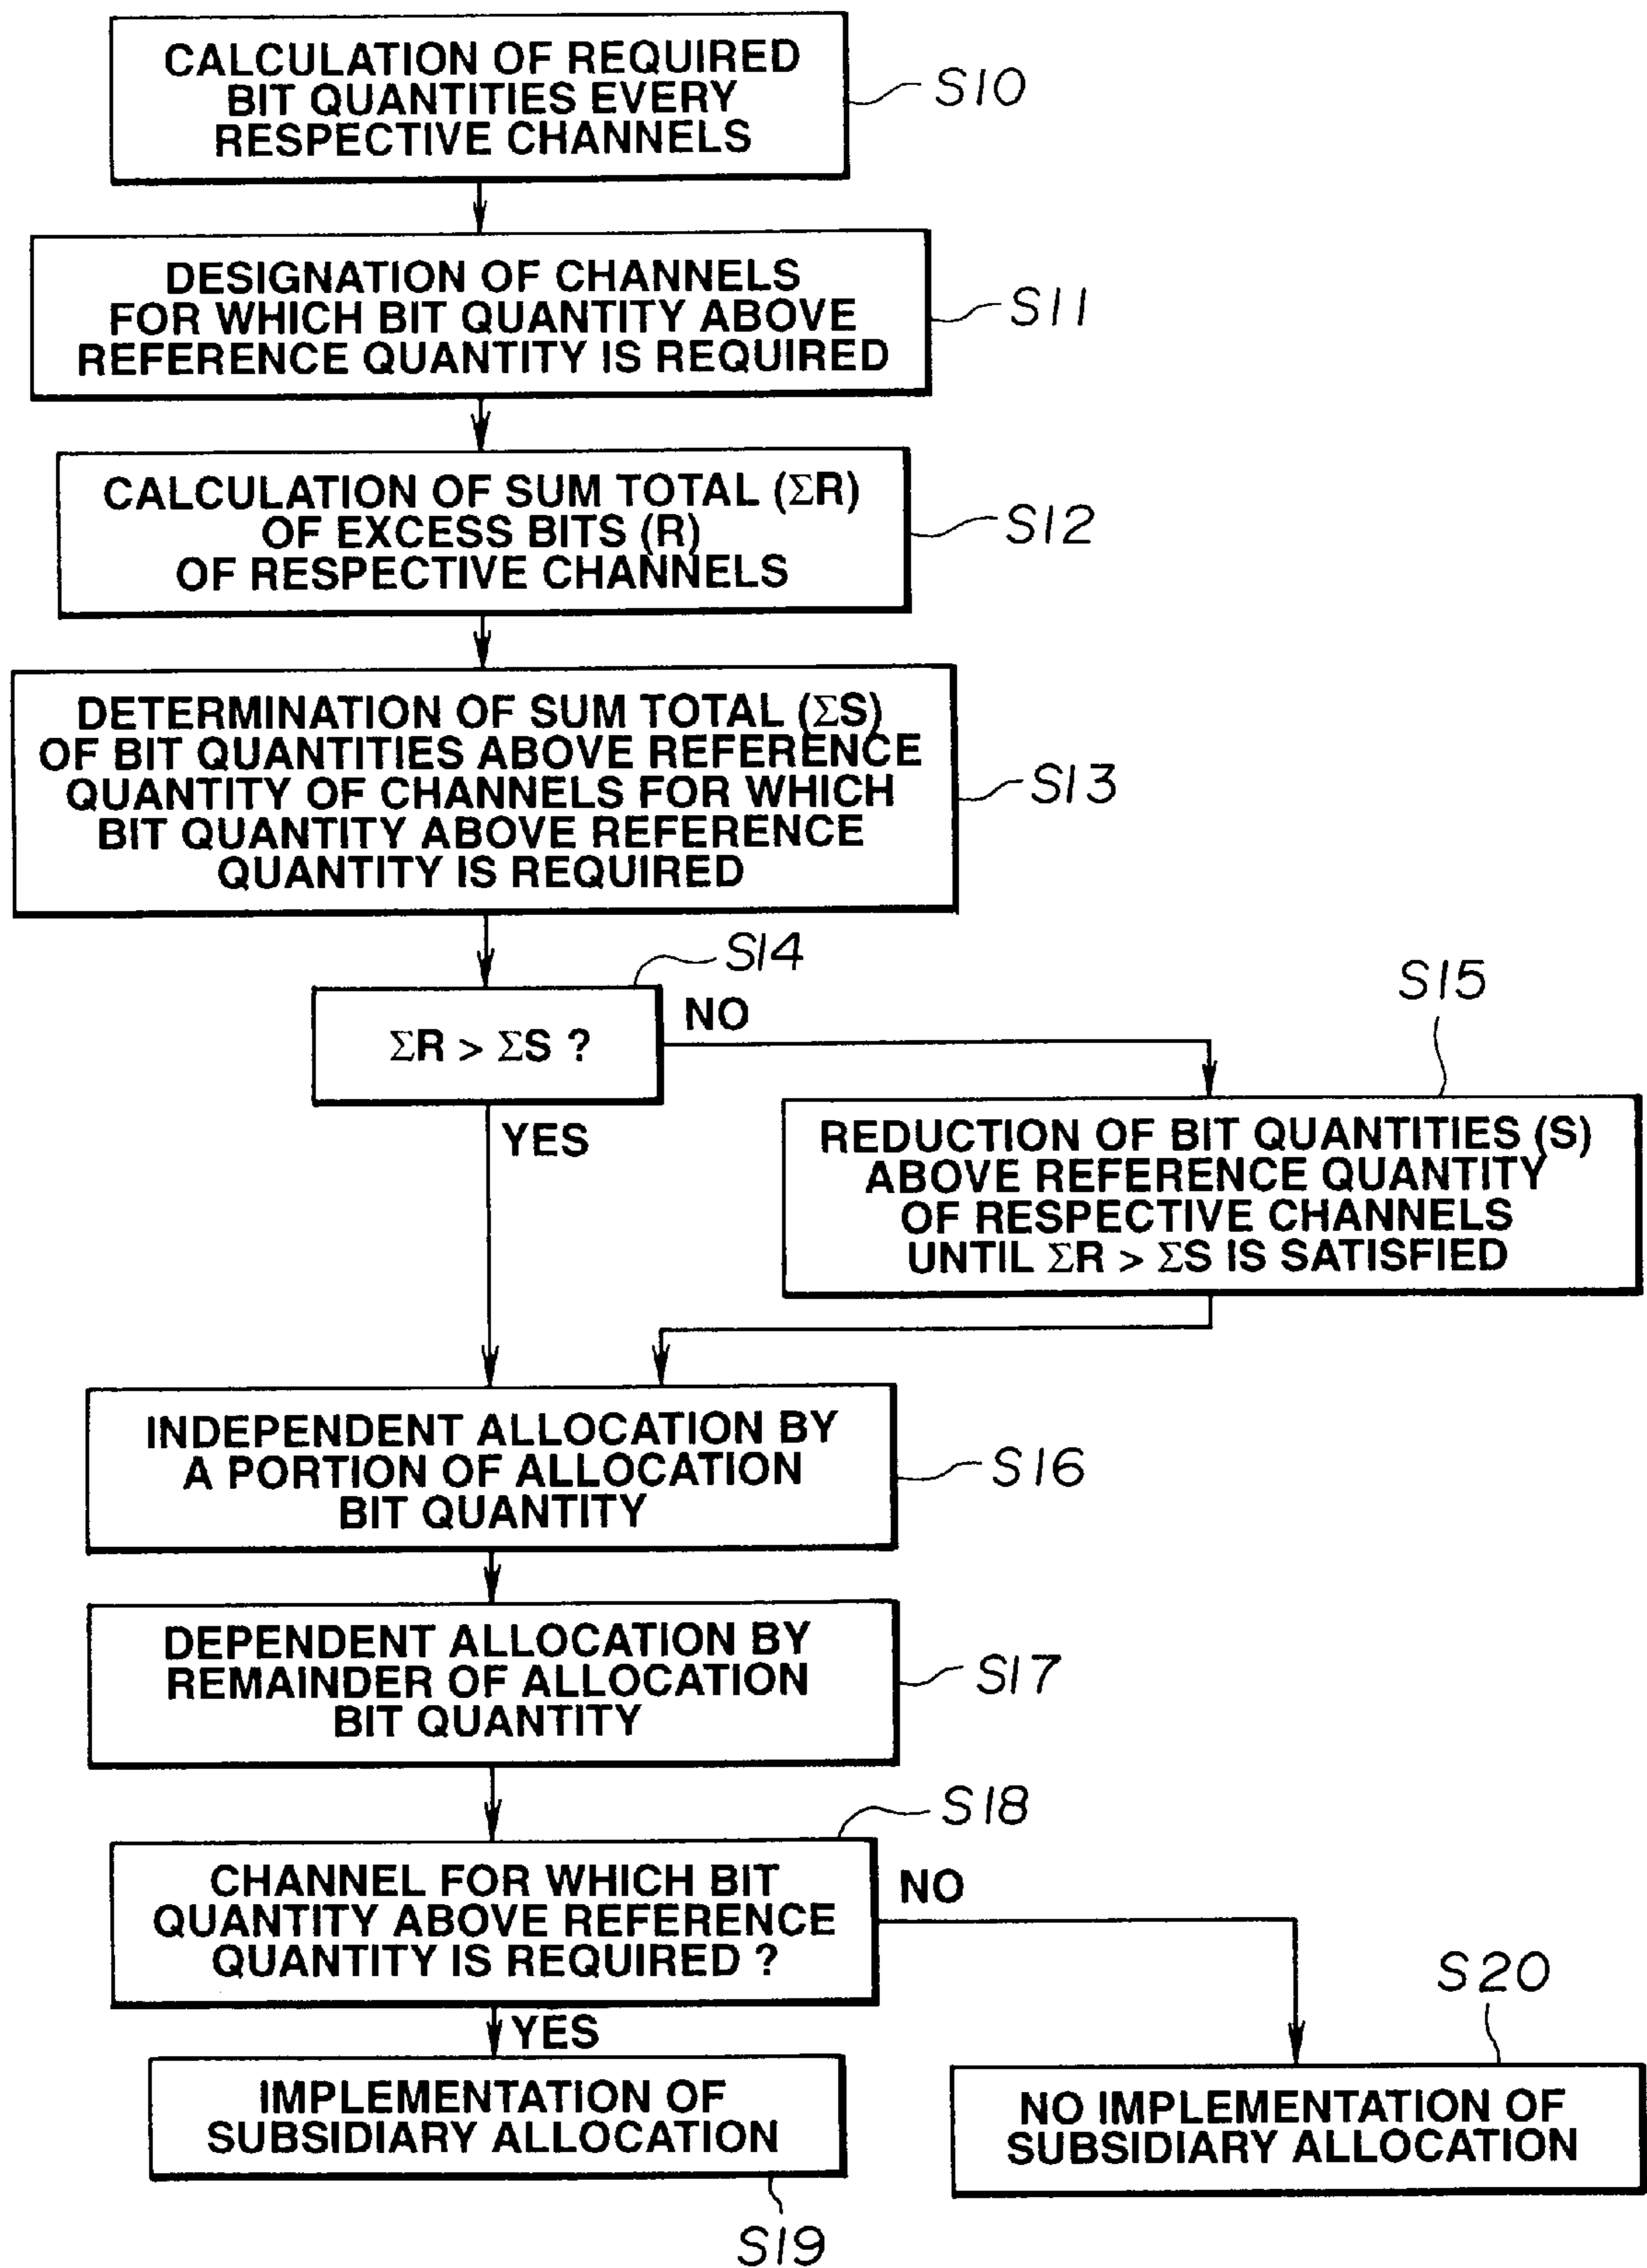 CALCULATION OF REQUIRED
BIT QUANTITIES EVERY
RESPECTIVE CHANNELS
S10
DESIGNATION OF CHANNELS
FOR WHICH BIT QUANTITY ABOVE
REFERENCE QUANTITY IS REQUIRED
S11
CALCULATION OF SUM TOTAL (ΣR)
OF EXCESS BITS (R)
OF RESPECTIVE CHANNELS
S12
DETERMINATION OF SUM TOTAL (ΣS)
OF BIT QUANTITIES ABOVE REFERENCE
QUANTITY OF CHANNELS FOR WHICH
BIT QUANTITY ABOVE REFERENCE
QUANTITY IS REQUIRED
S13
S14
ΣR > ΣS ?
NO
YES
S15
REDUCTION OF BIT QUANTITIES (S)
ABOVE REFERENCE QUANTITY
OF RESPECTIVE CHANNELS
UNTIL ΣR > ΣS IS SATISFIED
INDEPENDENT ALLOCATION BY
A PORTION OF ALLOCATION
BIT QUANTITY
S16
DEPENDENT ALLOCATION BY
REMAINDER OF ALLOCATION
BIT QUANTITY
S17
S18
CHANNEL FOR WHICH BIT
QUANTITY ABOVE REFERENCE
QUANTITY IS REQUIRED ?
NO
YES
IMPLEMENTATION OF
SUBSIDIARY ALLOCATION
S19
S20
NO IMPLEMENTATION OF
SUBSIDIARY ALLOCATION